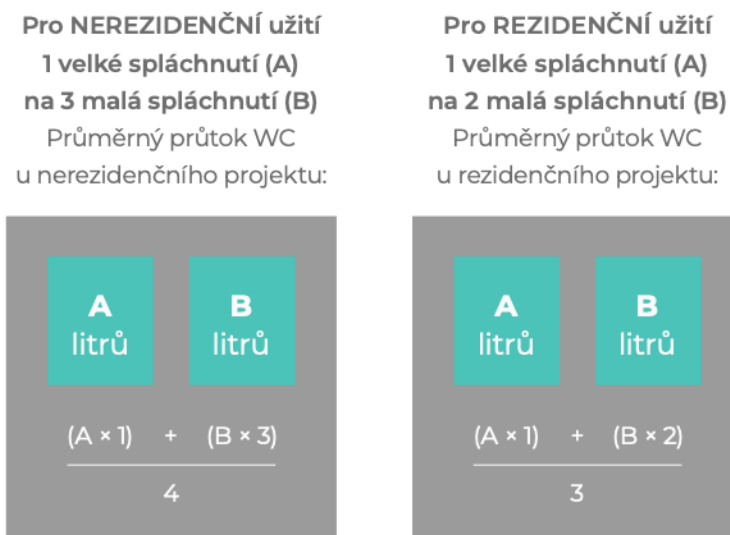 Pro NEREZIDENČNÍ užití
1 velké spláchnutí (A)
na 3 malá spláchnutí (B)
Průměrný průtok WC
u nerezidenčního projektu:
A
litrů
B
litrů
(A × 1) + (B × 3)
4
Pro REZIDENČNÍ užití
1 velké spláchnutí (A)
na 2 malá spláchnutí (B)
Průměrný průtok WC
u rezidenčního projektu:
A
litrů
B
litrů
(A × 1) + (B × 2)
3